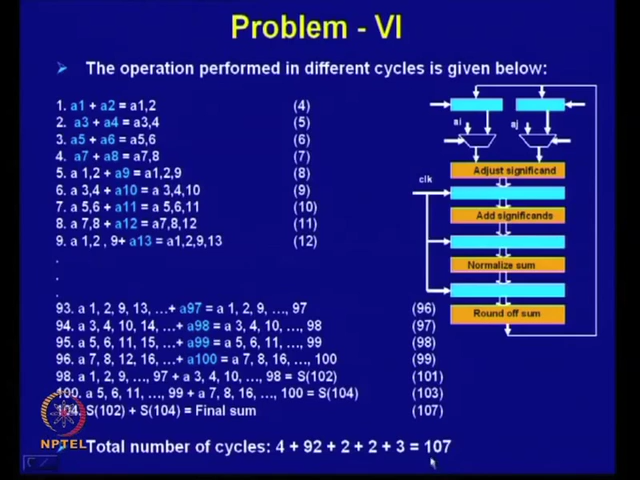 Problem - VI
➢ The operation performed in different cycles is given below:
1. a1 + a2 = a1,2 (4)
2. a3 + a4 = a3,4 (5)
3. a5 + a6 = a5,6 (6)
4. a7 + a8 = a7,8 (7)
5. a 1,2 + a9 = a1,2,9 (8)
6. a 3,4 + a10 = a 3,4,10 (9)
7. a 5,6 + a11 = a 5,6,11 (10)
8. a 7,8 + a12 = a7,8,12 (11)
9. a 1,2 , 9+ a13 = a1,2,9,13 (12)
.
.
.
93. a 1, 2, 9, 13, …+ a97 = a 1, 2, 9, …, 97 (96)
94. a 3, 4, 10, 14, …+ a98 = a 3, 4, 10, …, 98 (97)
95. a 5, 6, 11, 15, …+ a99 = a 5, 6, 11, …, 99 (98)
96. a 7, 8, 12, 16, …+ a100 = a 7, 8, 12, …, 100 (99)
98. a 1, 2, 9, …, 97 + a 3, 4, 10, …, 98 = S(102) (101)
100. a 5, 6, 11, …, 99 + a 7, 8, 12, …, 100 = S(104) (103)
104. S(102) + S(104) = Final sum (107)
Total number of cycles: 4 + 92 + 2 + 2 + 3 = 107
ai aj
Adjust significand
clk
Add significands
Normalize sum
Round off sum
NPTEL